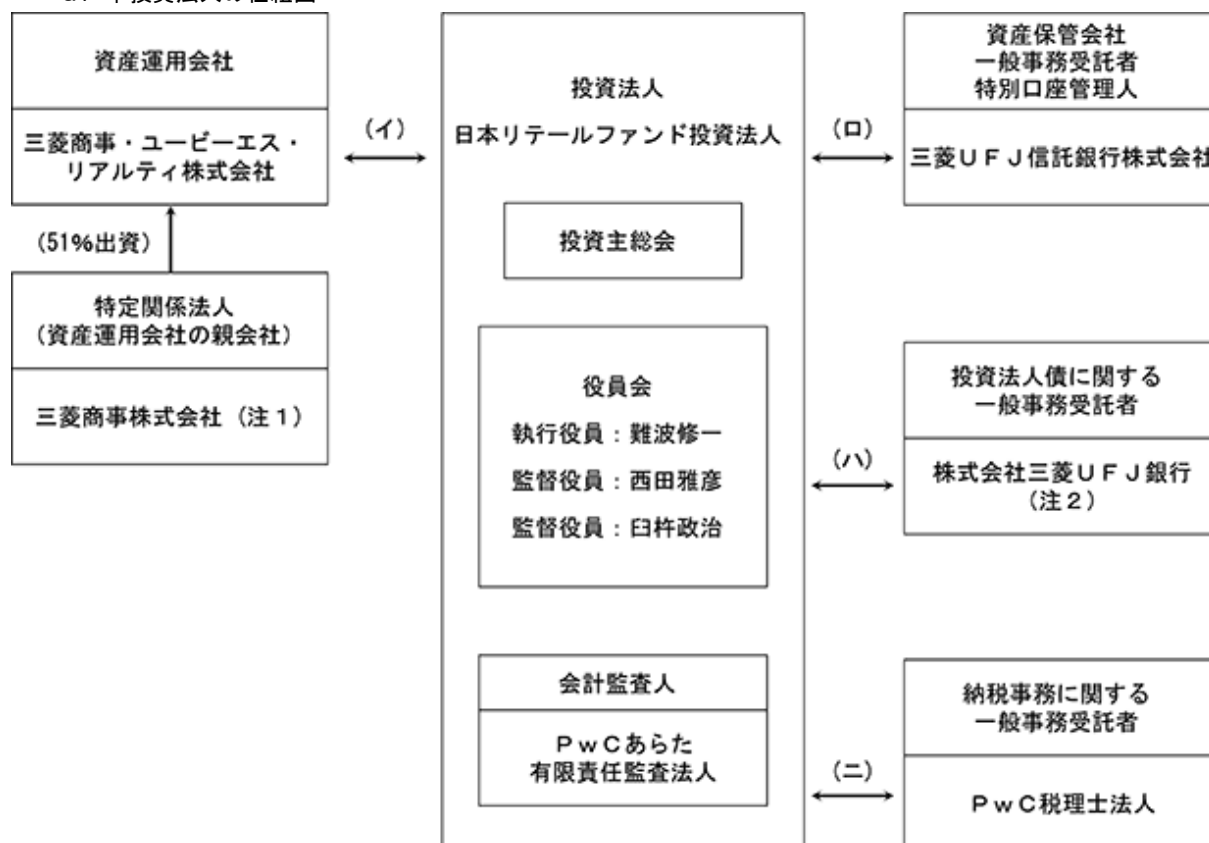 資産運用会社
三菱商事・ユービーエス・
リアルティ株式会社
(51%出資)
特定関係法人
(資産運用会社の親会社)
三菱商事株式会社(注1)
(イ)
投資法人
日本リテールファンド投資法人
投資主総会
役員会
執行役員:難波修一
監督役員:西田雅彦
監督役員:臼杵政治
会計監査人
PwCあらた
有限責任監査法人
(ロ)
資産保管会社
一般事務受託者
特別口座管理人
三菱UFJ信託銀行株式会社
(ハ)
投資法人債に関する
一般事務受託者
株式会社三菱UFJ銀行
(注2)
(ニ)
納税事務に関する
一般事務受託者
PwC税理士法人